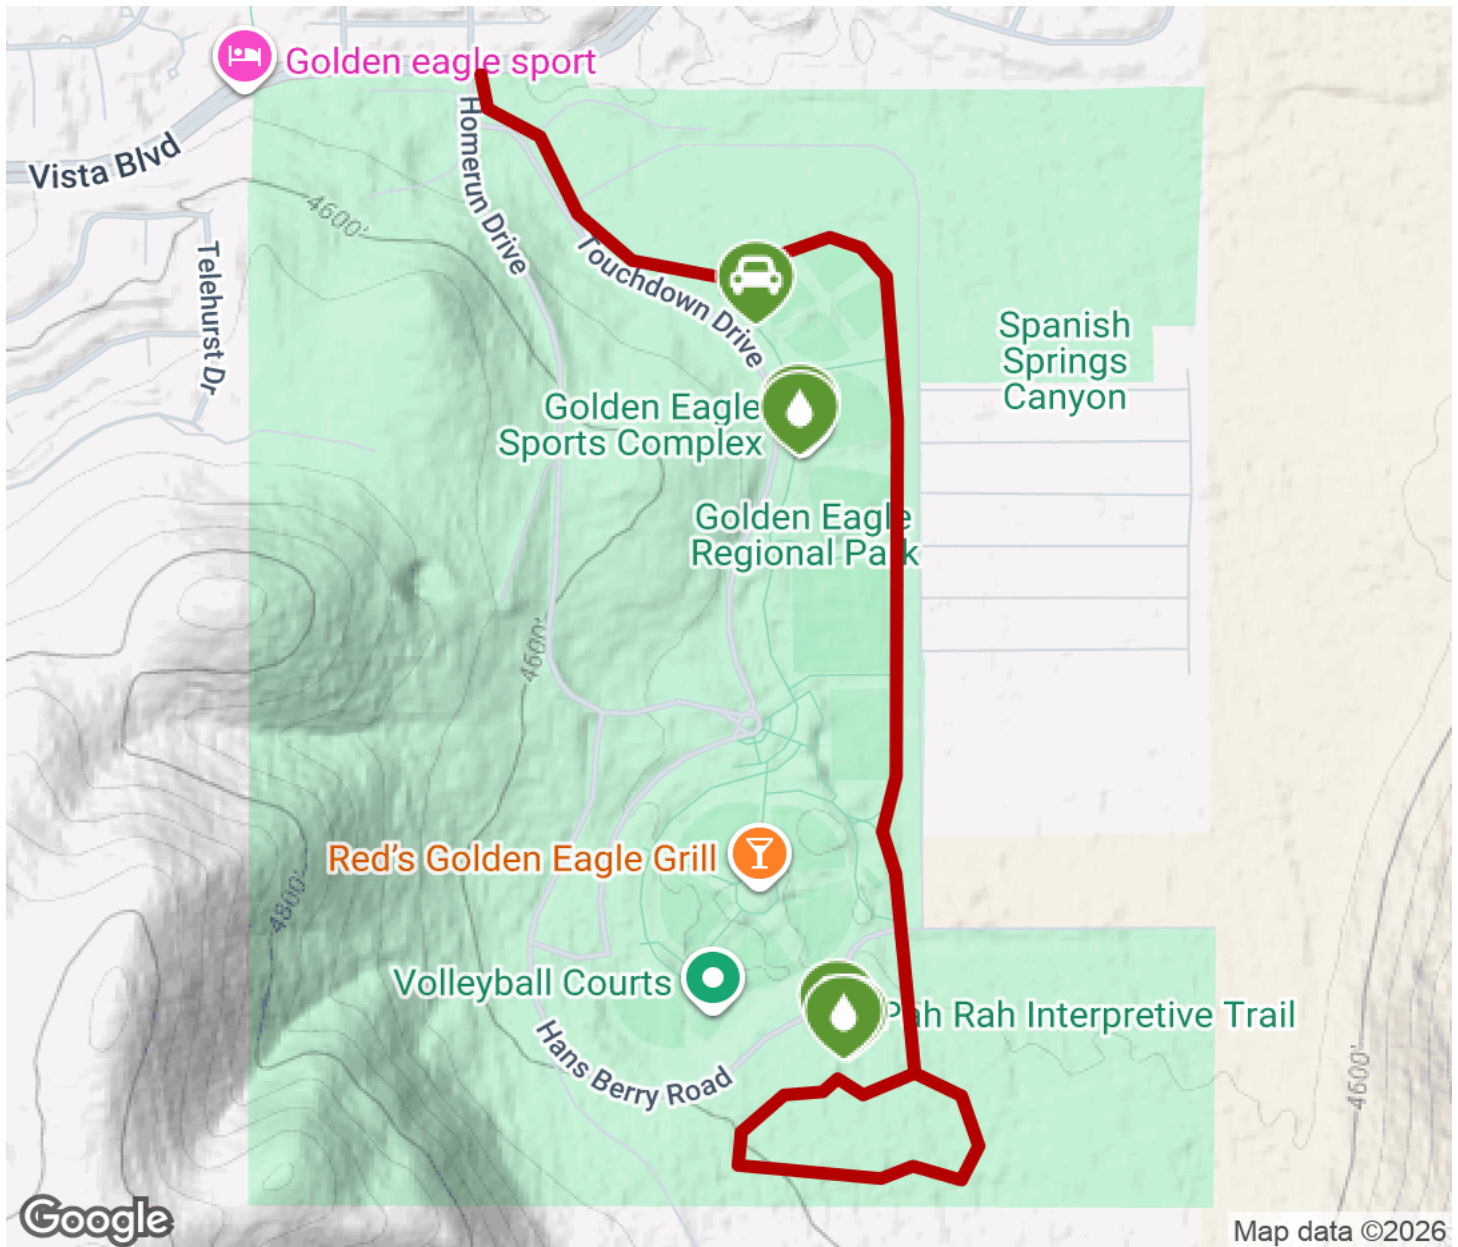 Golden eagle sport
Vista Blvd
Homerun Drive
4600'
Telehurst Dr
Touchdown Drive
Spanish
Springs
Canyon
Golden Eagle
Sports Complex
Golden Eagle
Regional Park
4600'
Red's Golden Eagle Grill
4800'
Volleyball Courts
Pah Rah Interpretive Trail
Hans Berry Road
4600'
Google
Map data ©2026